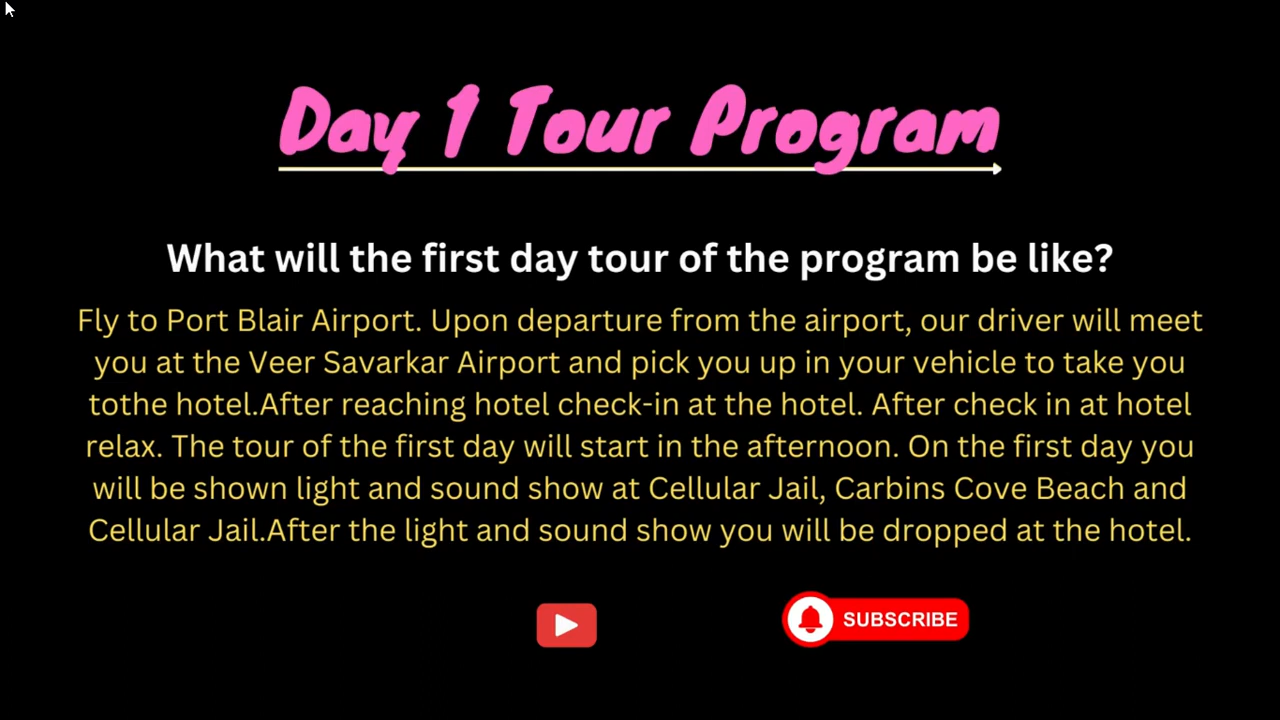 Day 1 Tour Program
What will the first day tour of the program be like?
Fly to Port Blair Airport. Upon departure from the airport, our driver will meet
you at the Veer Savarkar Airport and pick you up in your vehicle to take you
tothe hotel.After reaching hotel check-in at the hotel. After check in at hotel
relax. The tour of the first day will start in the afternoon. On the first day you
will be shown light and sound show at Cellular Jail, Carbins Cove Beach and
Cellular Jail.After the light and sound show you will be dropped at the hotel.
SUBSCRIBE